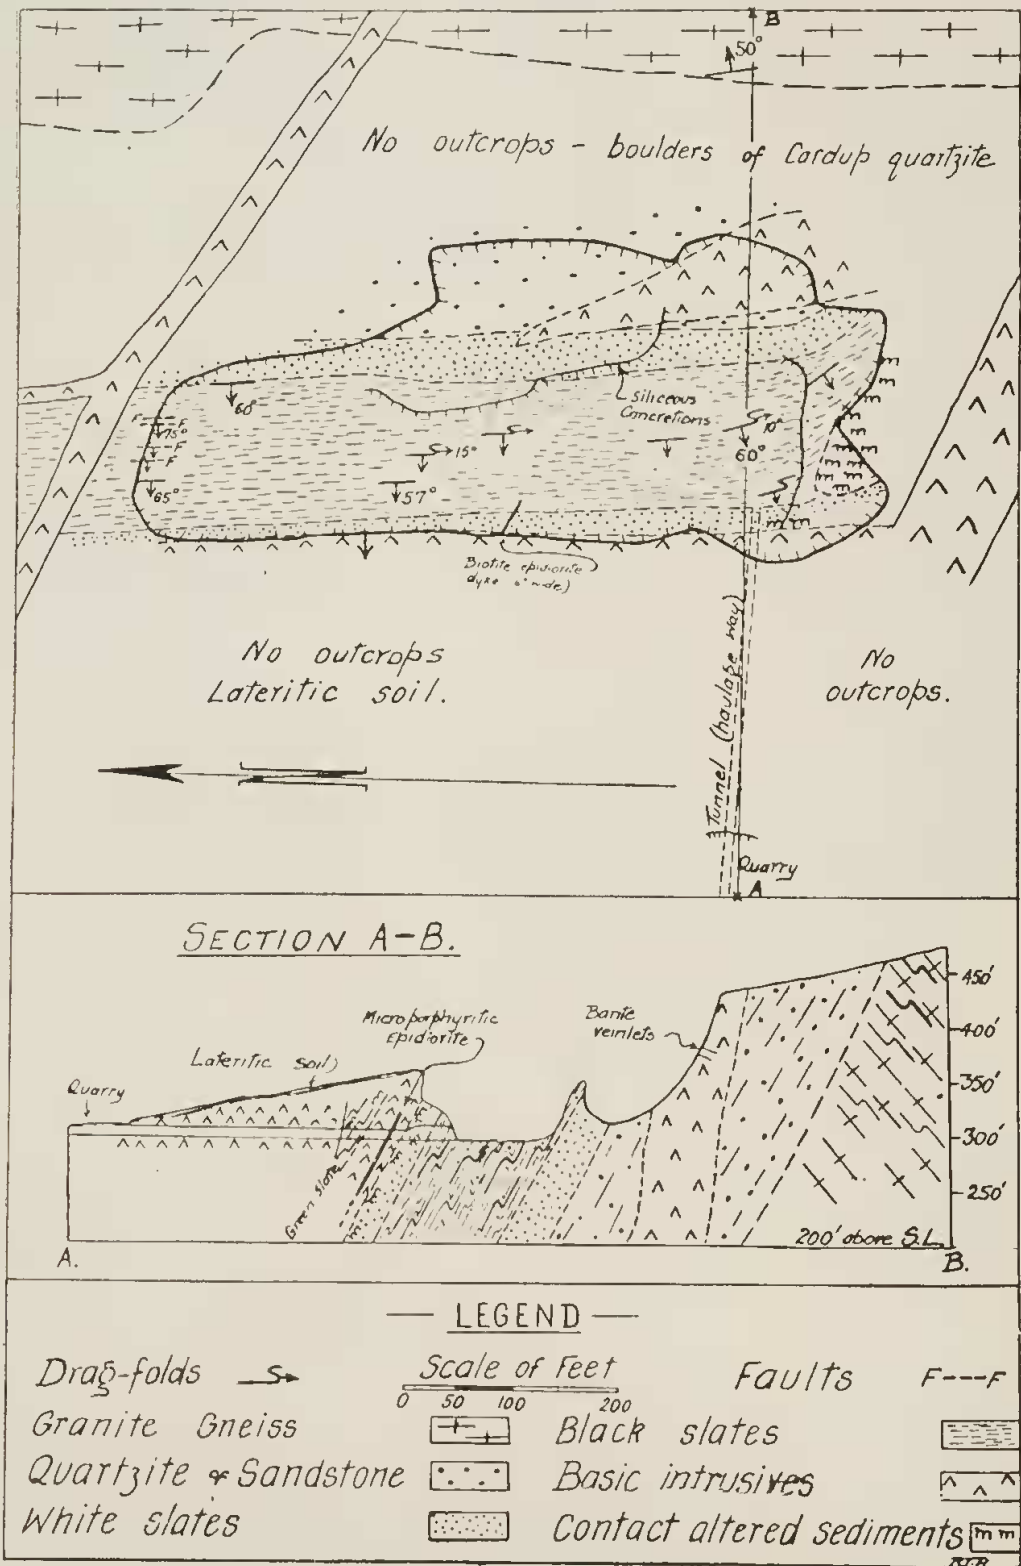 B
50°
No outcrops - boulders of Cardup quartzite
60°
Siliceous
Concretions
F F
75°
F
F
15°
10°
60°
65°
57°
m m
Biotite epidiorite
dyke wide)
No outcrops
Lateritic soil.
No
outcrops.
Tunnel (haulage way)
Quarry
A
SECTION A-B.
Microporphyritic
Epidiorite
Barite
veinlets
Lateritic soil
Quarry
Green Slate
450'
400'
350'
300'
250'
200' above S.L.
A.
B.
— LEGEND —
Drag-folds S
Scale of Feet
0 50 100 200
Faults F---F
Granite Gneiss
Black slates
Quartzite & Sandstone
Basic intrusives
White slates
Contact altered sediments m m